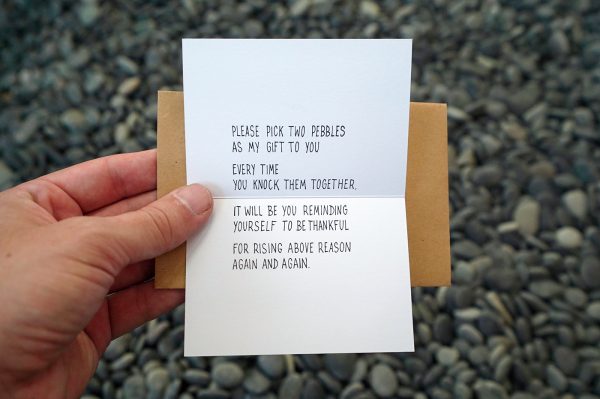 PLEASE PICK TWO PEBBLES
AS MY GIFT TO YOU
EVERY TIME
YOU KNOCK THEM TOGETHER,
IT WILL BE YOU REMINDING
YOURSELF TO BE THANKFUL
FOR RISING ABOVE REASON
AGAIN AND AGAIN.